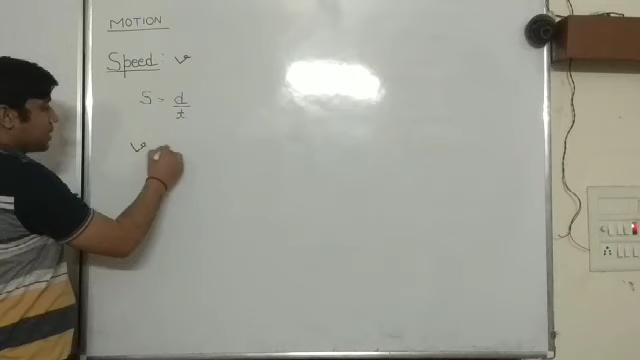 MOTION
Speed : v
S = d/t
v